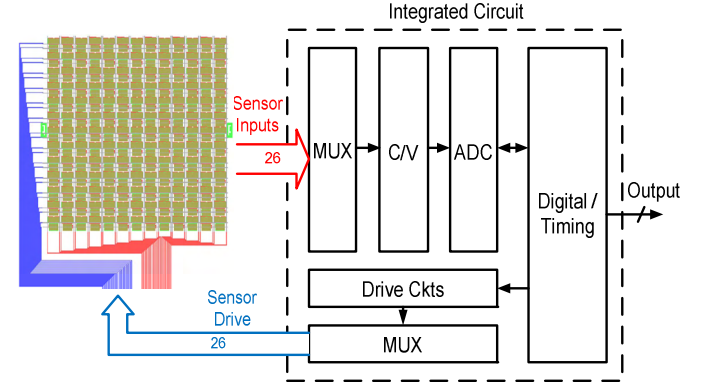 Integrated Circuit
Sensor
Inputs
26
MUX
C/V
ADC
Digital /
Timing
Output
Drive Ckts
MUX
Sensor
Drive
26